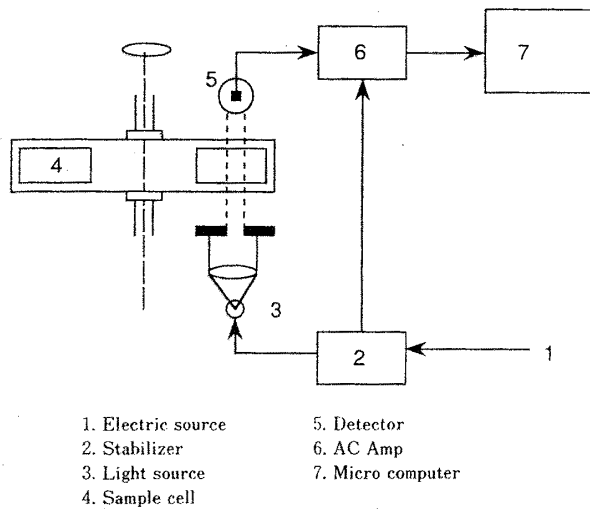 5
6
7
4
3
2
1
1. Electric source
2. Stabilizer
3. Light source
4. Sample cell
5. Detector
6. AC Amp
7. Micro computer